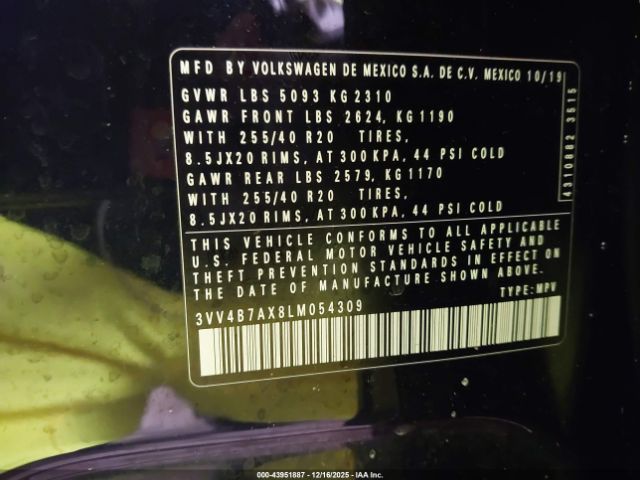 MFD BY VOLKSWAGEN DE MEXICO S.A. DE C.V. MEXICO 10/19
GVWR LBS 5093 KG 2310
GAWR FRONT LBS 2624, KG 1190
WITH 255/40 R20 TIRES,
8.5JX20 RIMS, AT 300 KPA, 44 PSI COLD
GAWR REAR LBS 2579, KG 1170
WITH 255/40 R20 TIRES,
8.5JX20 RIMS, AT 300 KPA, 44 PSI COLD
4310882 3515
THIS VEHICLE CONFORMS TO ALL APPLICABLE
U.S. FEDERAL MOTOR VEHICLE SAFETY AND
THEFT PREVENTION STANDARDS IN EFFECT ON
THE DATE OF MANUFACTURE SHOWN ABOVE.
3VV4B7AX8LM054309
TYPE: MPV
000-43951887 - 12/16/2025 - IAA Inc.